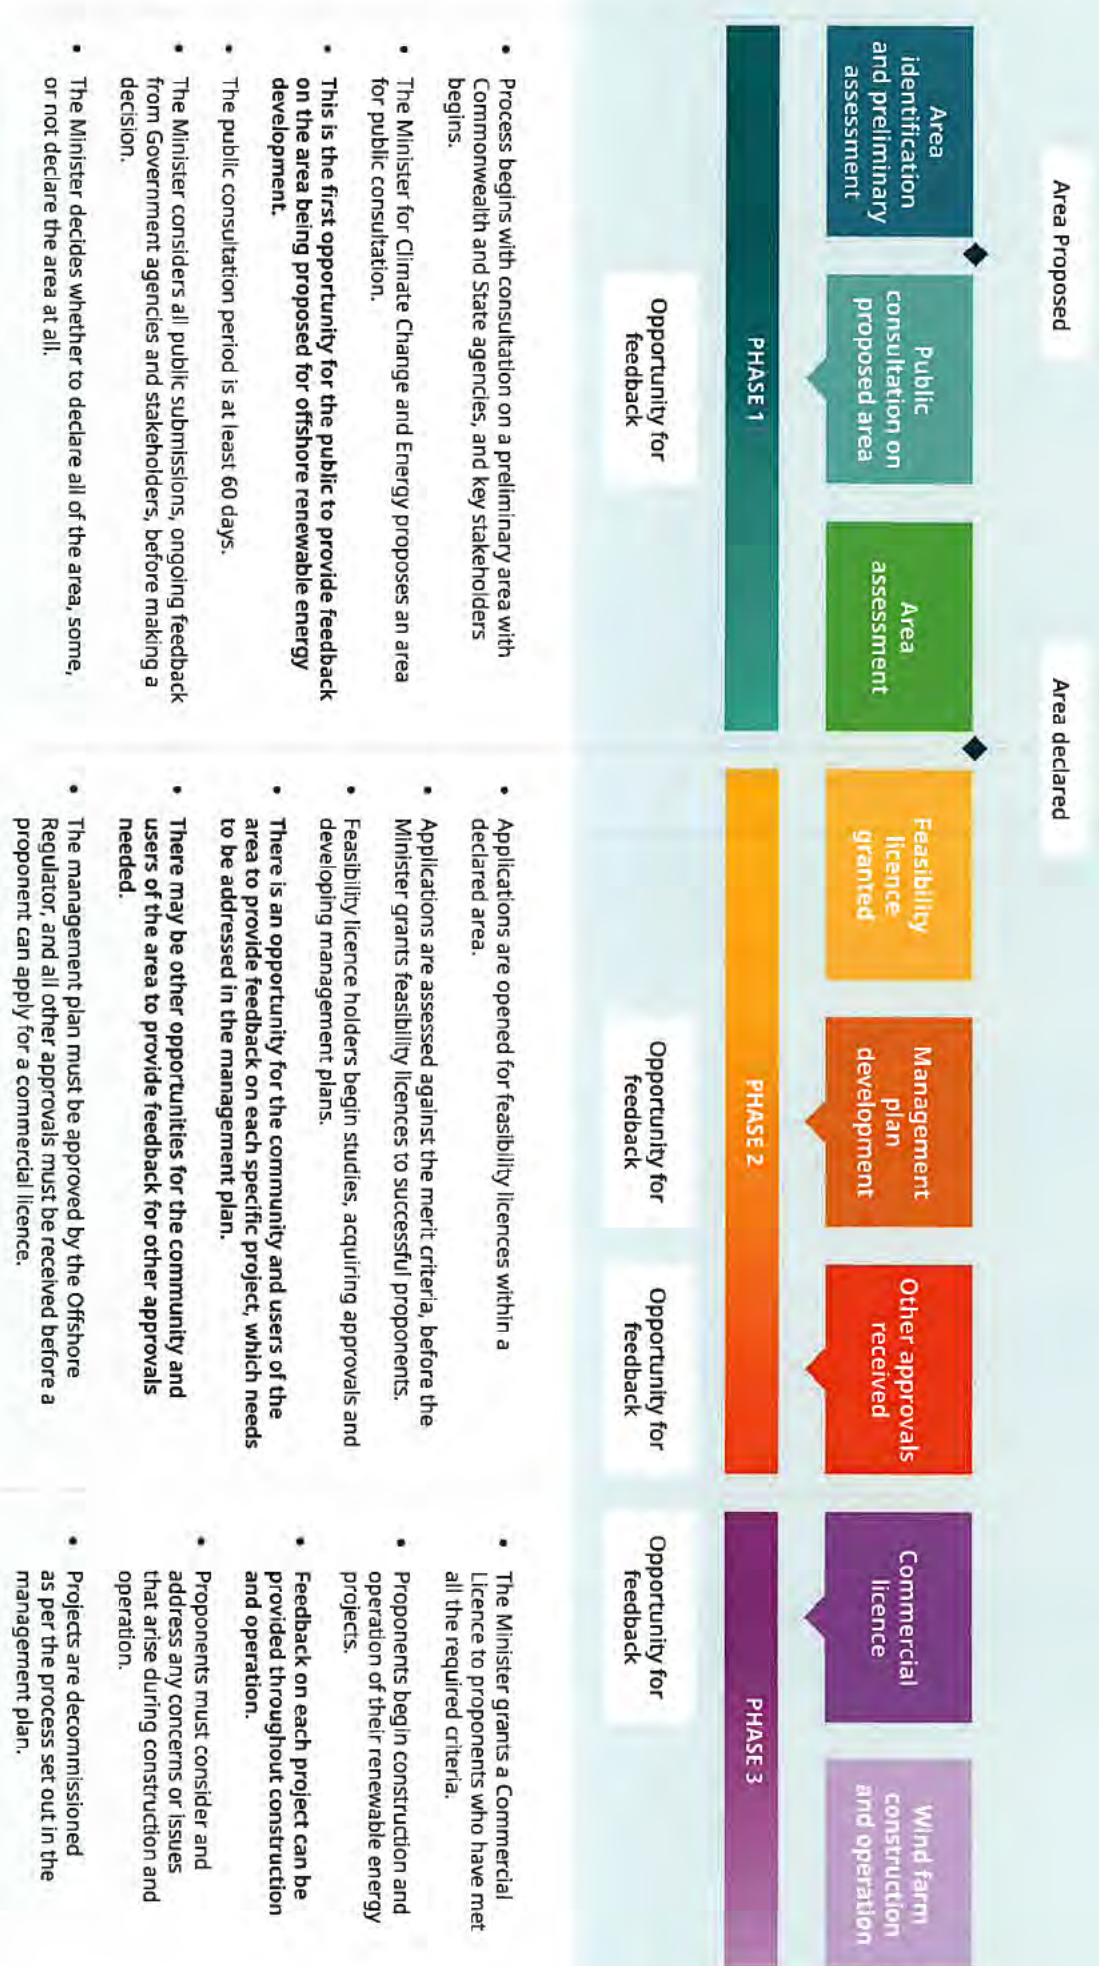 Area Proposed
Area declared
Area
identification
and preliminary
assessment
Public
consultation on
proposed area
Area
assessment
Feasibility
licence
granted
Management
plan
development
Other approvals
received
Commercial
licence
Wind farm
construction
and operation
PHASE 1
PHASE 2
PHASE 3
Opportunity for
feedback
Opportunity for
feedback
Opportunity for
feedback
Opportunity for
feedback
• Process begins with consultation on a preliminary area with
Commonwealth and State agencies, and key stakeholders
begins.
• The Minister for Climate Change and Energy proposes an area
for public consultation.
• This is the first opportunity for the public to provide feedback
on the area being proposed for offshore renewable energy
development.
• The public consultation period is at least 60 days.
• The Minister considers all public submissions, ongoing feedback
from Government agencies and stakeholders, before making a
decision.
• The Minister decides whether to declare all of the area, some,
or not declare the area at all.
• Applications are opened for feasibility licences within a
declared area.
• Applications are assessed against the merit criteria, before the
Minister grants feasibility licences to successful proponents.
• Feasibility licence holders begin studies, acquiring approvals and
developing management plans.
• There is an opportunity for the community and users of the
area to provide feedback on each specific project, which needs
to be addressed in the management plan.
• There may be other opportunities for the community and
users of the area to provide feedback for other approvals
needed.
• The management plan must be approved by the Offshore
Regulator, and all other approvals must be received before a
proponent can apply for a commercial licence.
• The Minister grants a Commercial
Licence to proponents who have met
all the required criteria.
• Proponents begin construction and
operation of their renewable energy
projects.
• Feedback on each project can be
provided throughout construction
and operation.
• Proponents must consider and
address any concerns or issues
that arise during construction and
operation.
• Projects are decommissioned
as per the process set out in the
management plan.